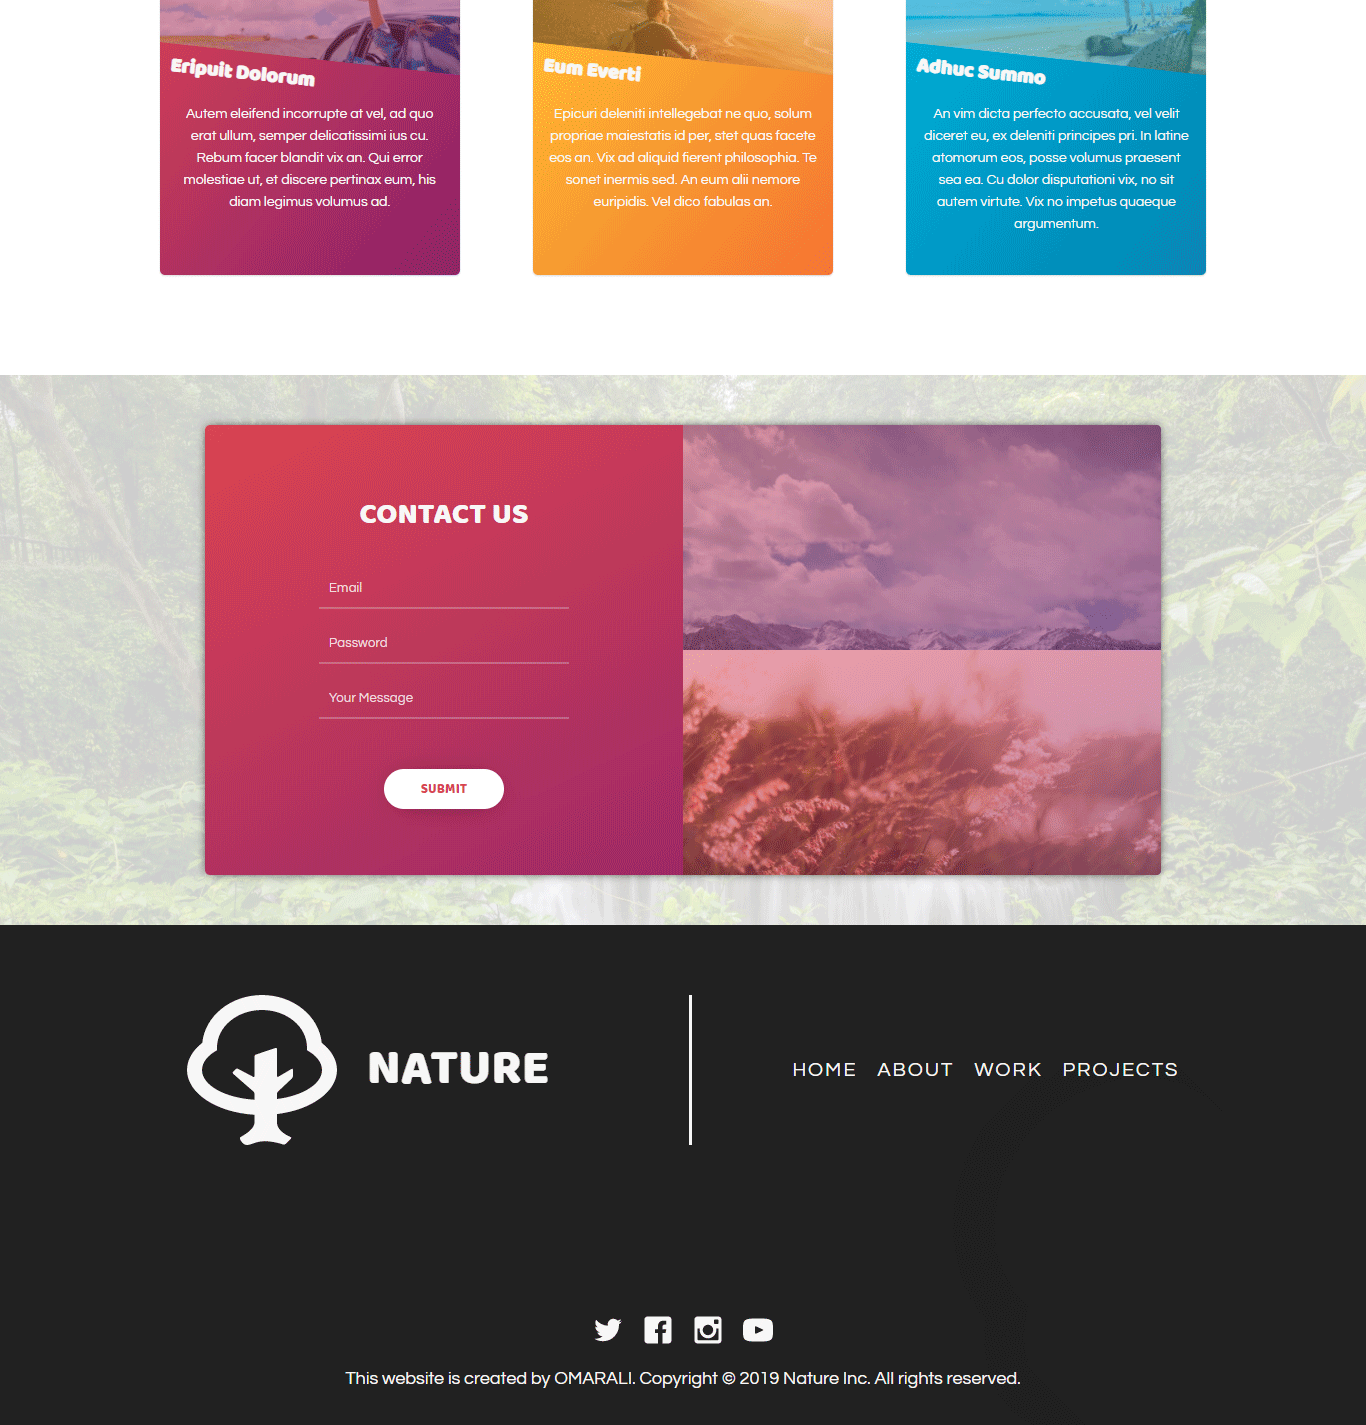 Eripuit Dolorum
Autem eleifend incorrupte at vel, ad quo
erat ullum, semper delicatissimi ius cu.
Rebum facer blandit vix an. Qui error
molestiae ut, et discere pertinax eum, his
diam legimus volumus ad.
Eum Everti
Epicuri deleniti intellegebat ne quo, solum
propriae maiestatis id per, stet quas facete
eos an. Vix ad aliquid fierent philosophia. Te
sonet inermis sed. An eum alii nemore
euripidis. Vel dico fabulas an.
Adhuc Summo
An vim dicta perfecto accusata, vel velit
diceret eu, ex deleniti principes pri. In latine
atomorum eos, posse volumus praesent
sea ea. Cu dolor disputationi vix, no sit
autem virtute. Vix no impetus quaeque
argumentum.
CONTACT US
Email
Password
Your Message
SUBMIT
NATURE
HOME ABOUT WORK PROJECTS
This website is created by OMARALI. Copyright © 2019 Nature Inc. All rights reserved.